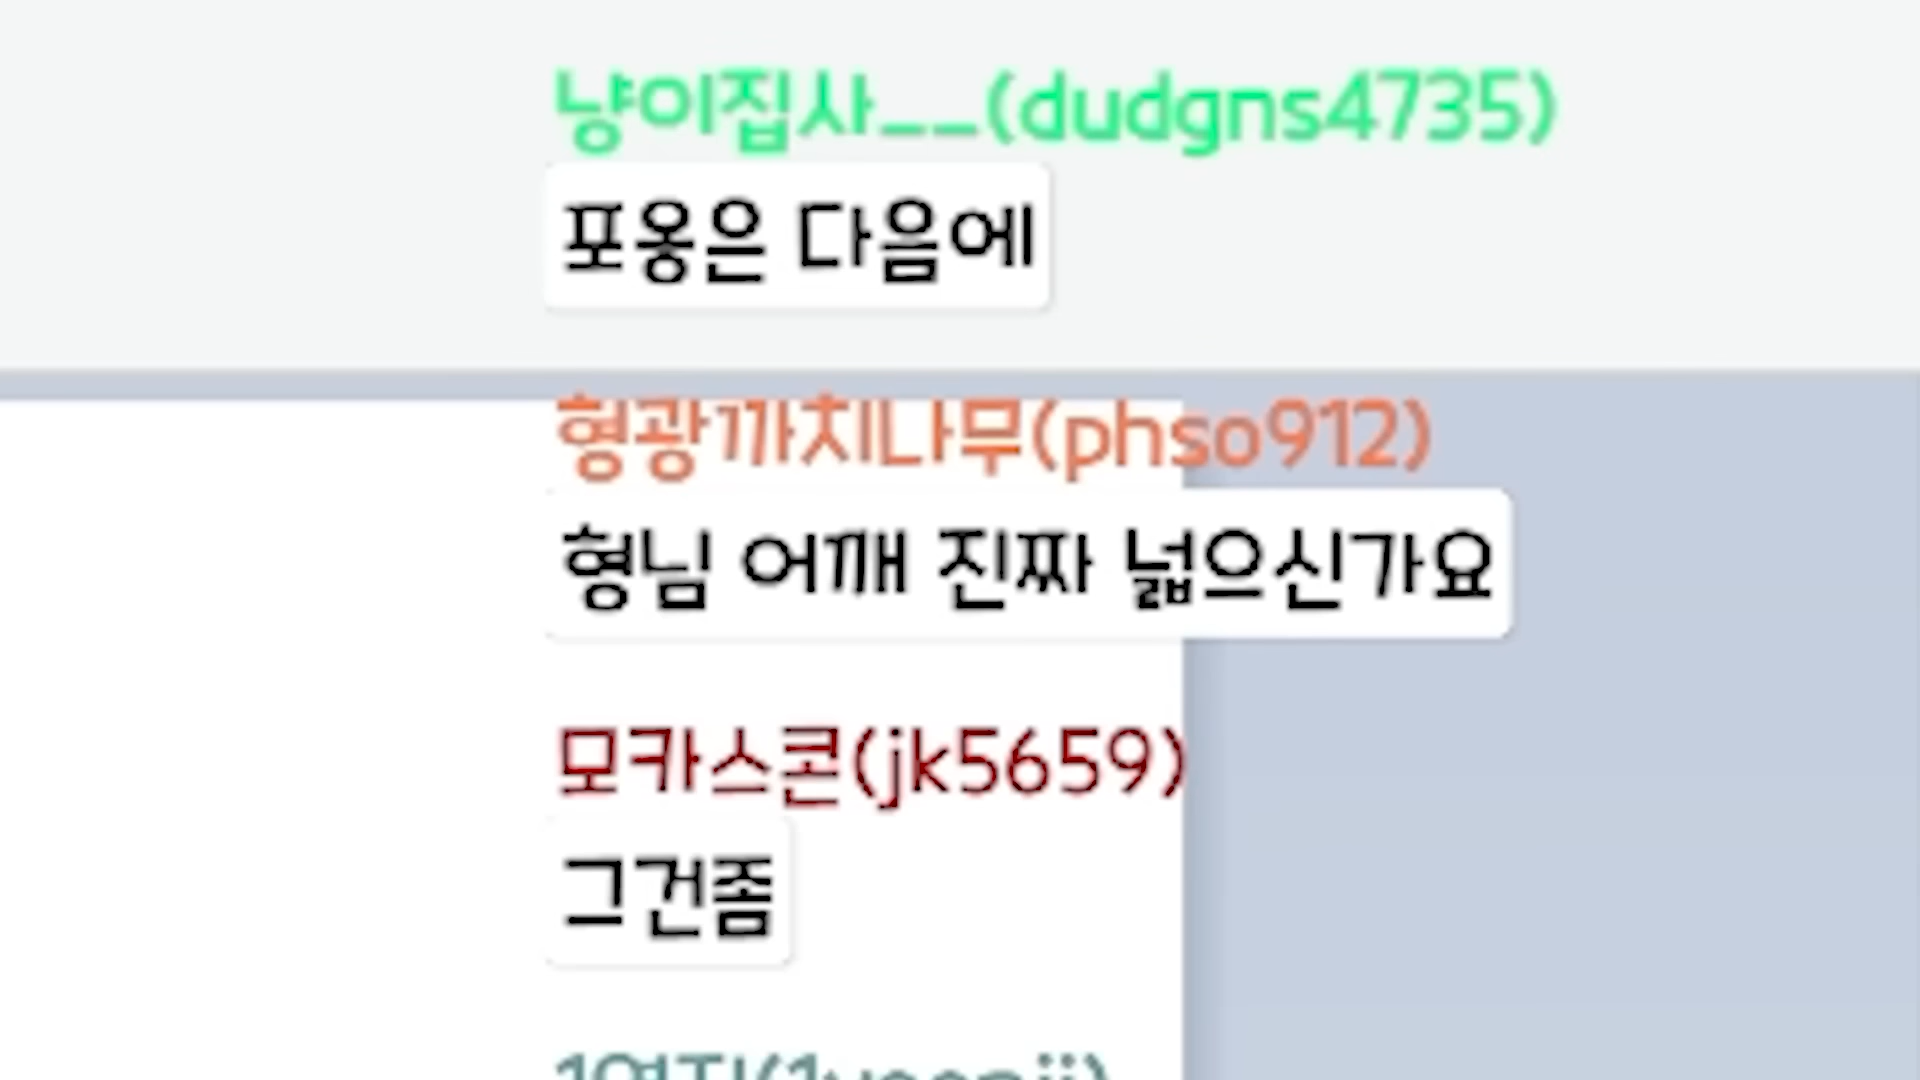 냥이집사__(dudgns4735)
포옹은 다음에
형광까치나무(phso912)
형님 어깨 진짜 넓으신가요
모카스콘(jk5659)
그건좀